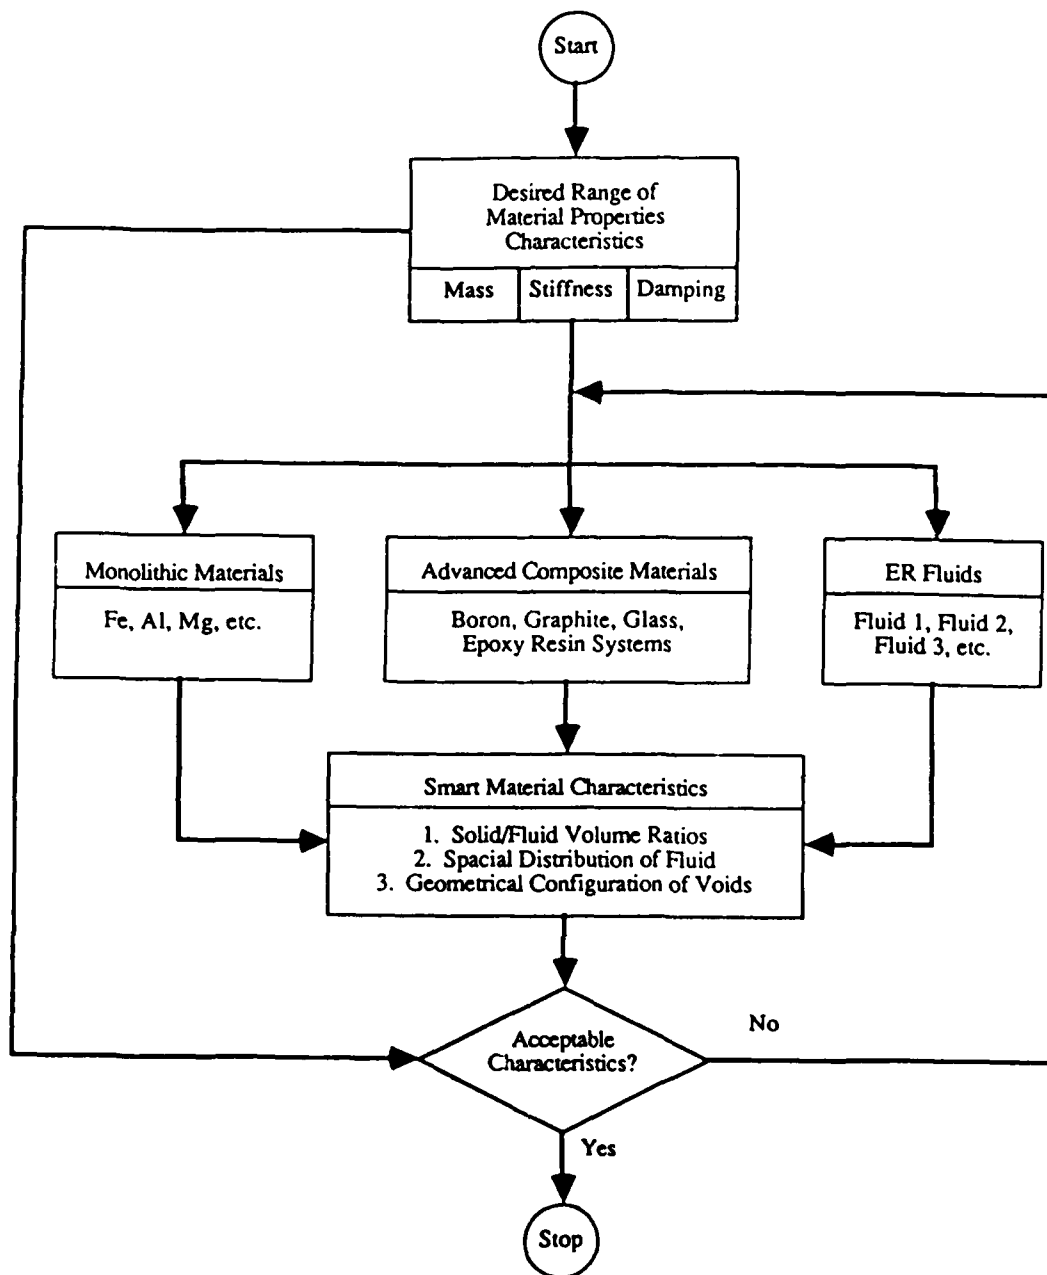 Start
Desired Range of
Material Properties
Characteristics
Mass
Stiffness
Damping
Monolithic Materials
Fe, Al, Mg, etc.
Advanced Composite Materials
Boron, Graphite, Glass,
Epoxy Resin Systems
ER Fluids
Fluid 1, Fluid 2,
Fluid 3, etc.
Smart Material Characteristics
1. Solid/Fluid Volume Ratios
2. Spacial Distribution of Fluid
3. Geometrical Configuration of Voids
Acceptable
Characteristics?
No
Yes
Stop